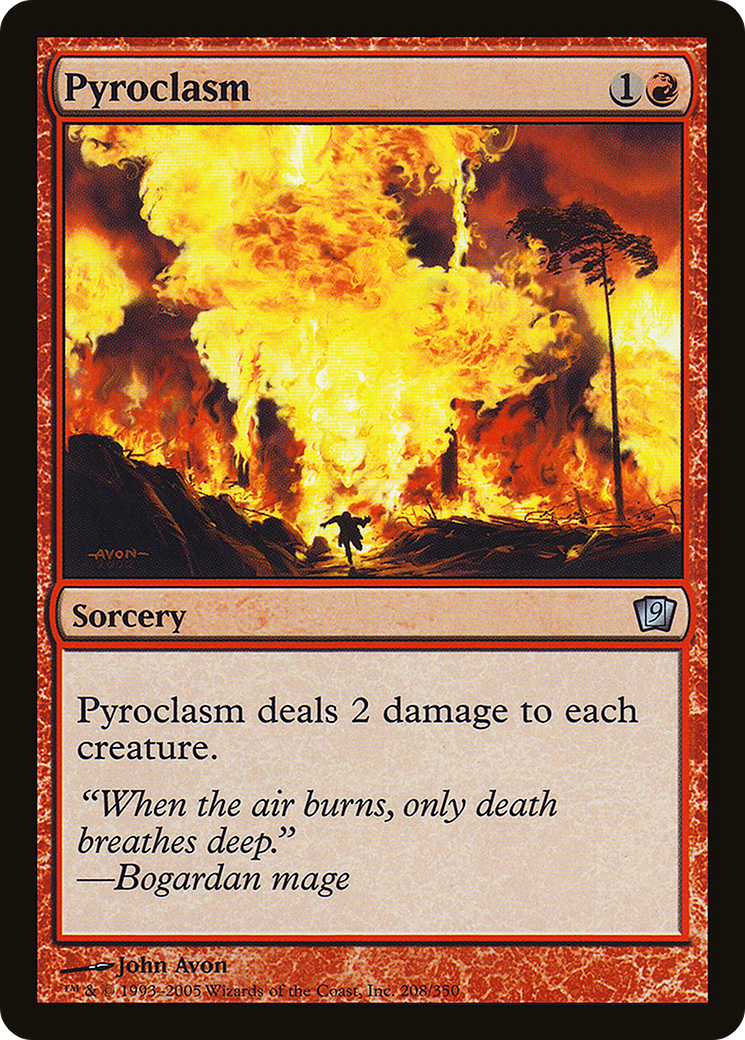 Pyroclasm 1
AVON
Sorcery 9
Pyroclasm deals 2 damage to each
creature.
“When the air burns, only death
breathes deep.”
—Bogardan mage
John Avon
™ & © 1993–2005 Wizards of the Coast, Inc. 208/350